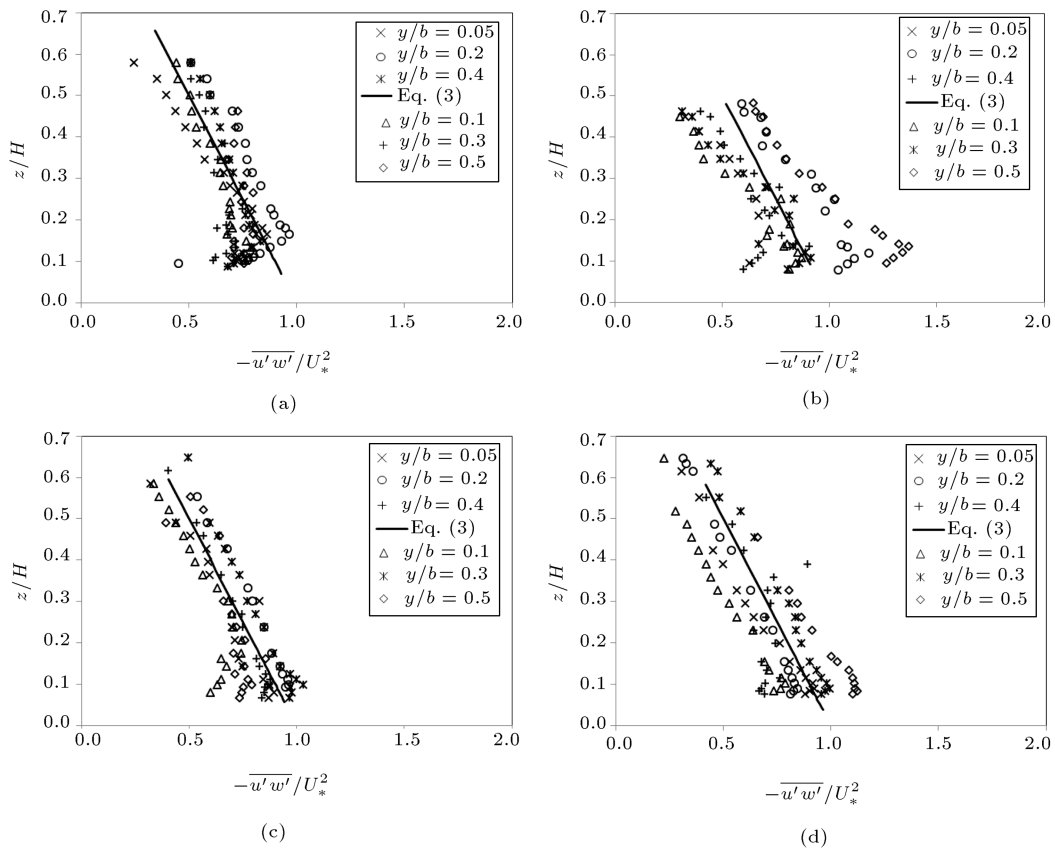 0.7
0.6
0.5
0.4
0.3
0.2
0.1
0.0
z/H
0.0 0.5 1.0 1.5 2.0
−u′w′/U∗²
(a)
y/b = 0.05
y/b = 0.2
y/b = 0.4
Eq. (3)
y/b = 0.1
y/b = 0.3
y/b = 0.5
0.7
0.6
0.5
0.4
0.3
0.2
0.1
0.0
z/H
0.0 0.5 1.0 1.5 2.0
−u′w′/U∗²
(b)
y/b = 0.05
y/b = 0.2
y/b= 0.4
Eq. (3)
y/b = 0.1
y/b = 0.3
y/b = 0.5
0.7
0.6
0.5
0.4
0.3
0.2
0.1
0.0
z/H
0.0 0.5 1.0 1.5 2.0
−u′w′/U∗²
(c)
y/b = 0.05
y/b = 0.2
y/b= 0.4
Eq. (3)
y/b = 0.1
y/b = 0.3
y/b = 0.5
0.7
0.6
0.5
0.4
0.3
0.2
0.1
0.0
z/H
0.0 0.5 1.0 1.5 2.0
−u′w′/U∗²
(d)
y/b = 0.05
y/b = 0.2
y/b= 0.4
Eq. (3)
y/b = 0.1
y/b = 0.3
y/b = 0.5